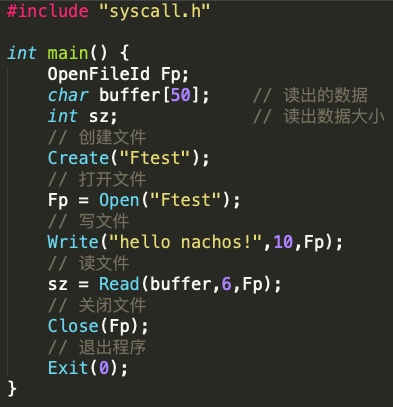 #include "syscall.h"
int main() {
    OpenFileId Fp;
    char buffer[50];    // 读出的数据
    int sz;             // 读出数据大小
    // 创建文件
    Create("Ftest");
    // 打开文件
    Fp = Open("Ftest");
    // 写文件
    Write("hello nachos!",10,Fp);
    // 读文件
    sz = Read(buffer,6,Fp);
    // 关闭文件
    Close(Fp);
    // 退出程序
    Exit(0);
}